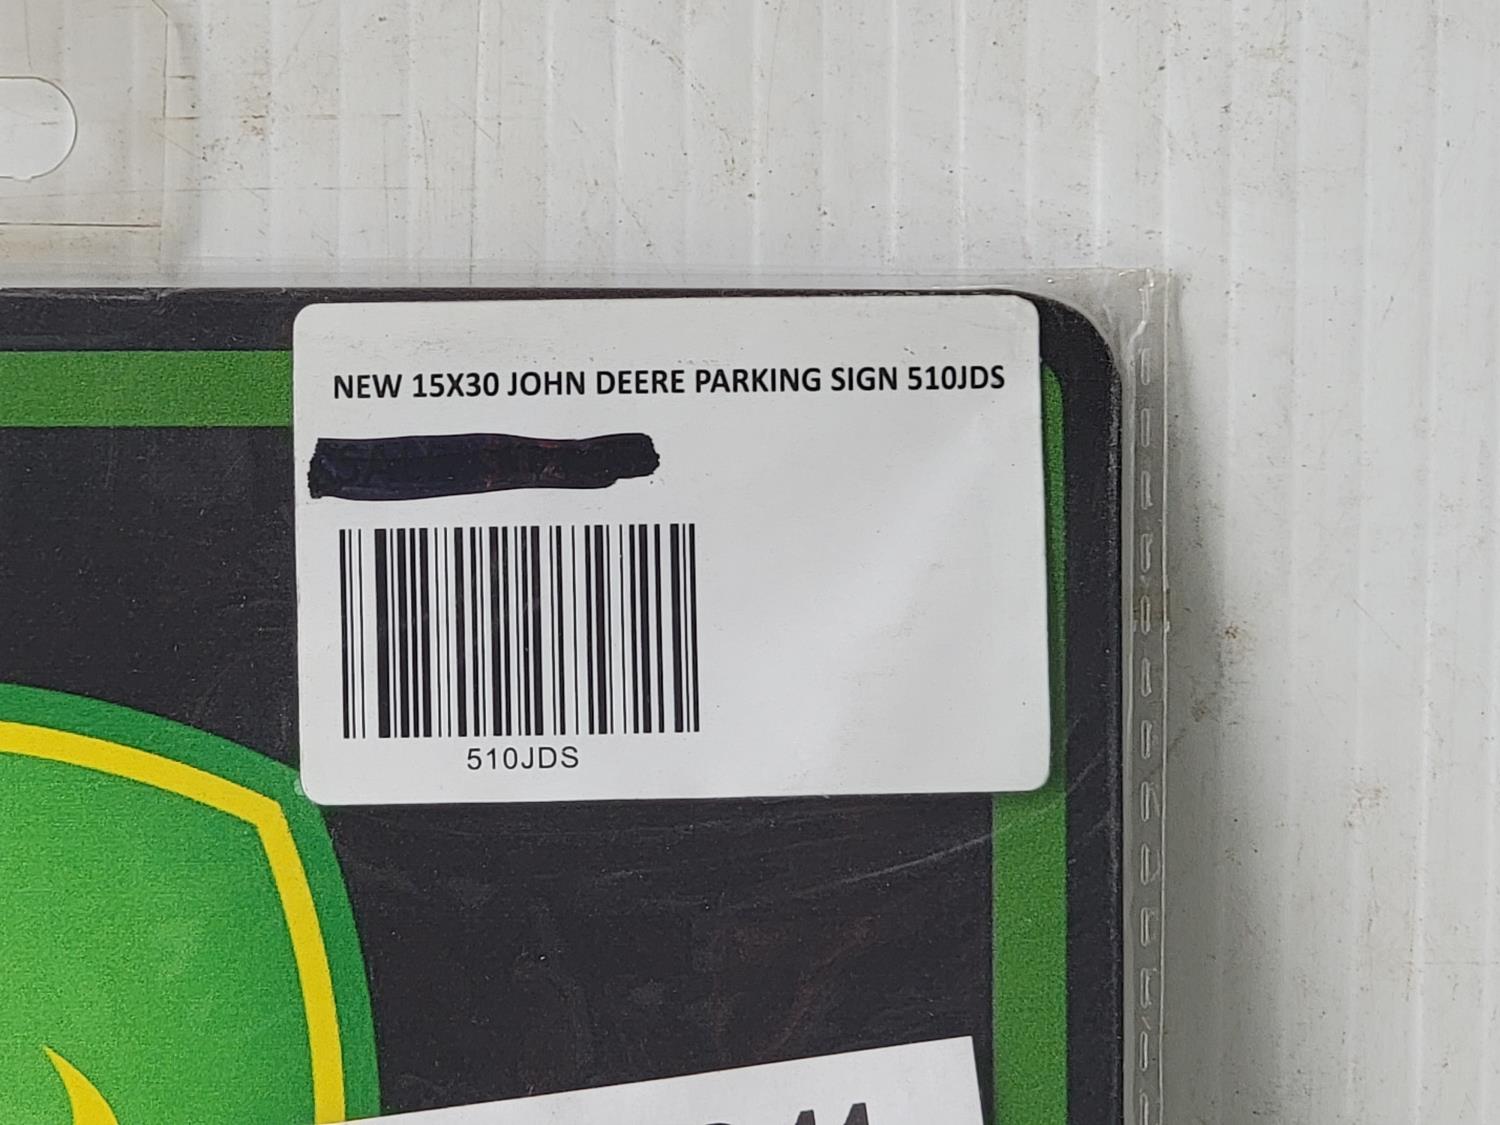 NEW 15X30 JOHN DEERE PARKING SIGN 510JDS
510JDS